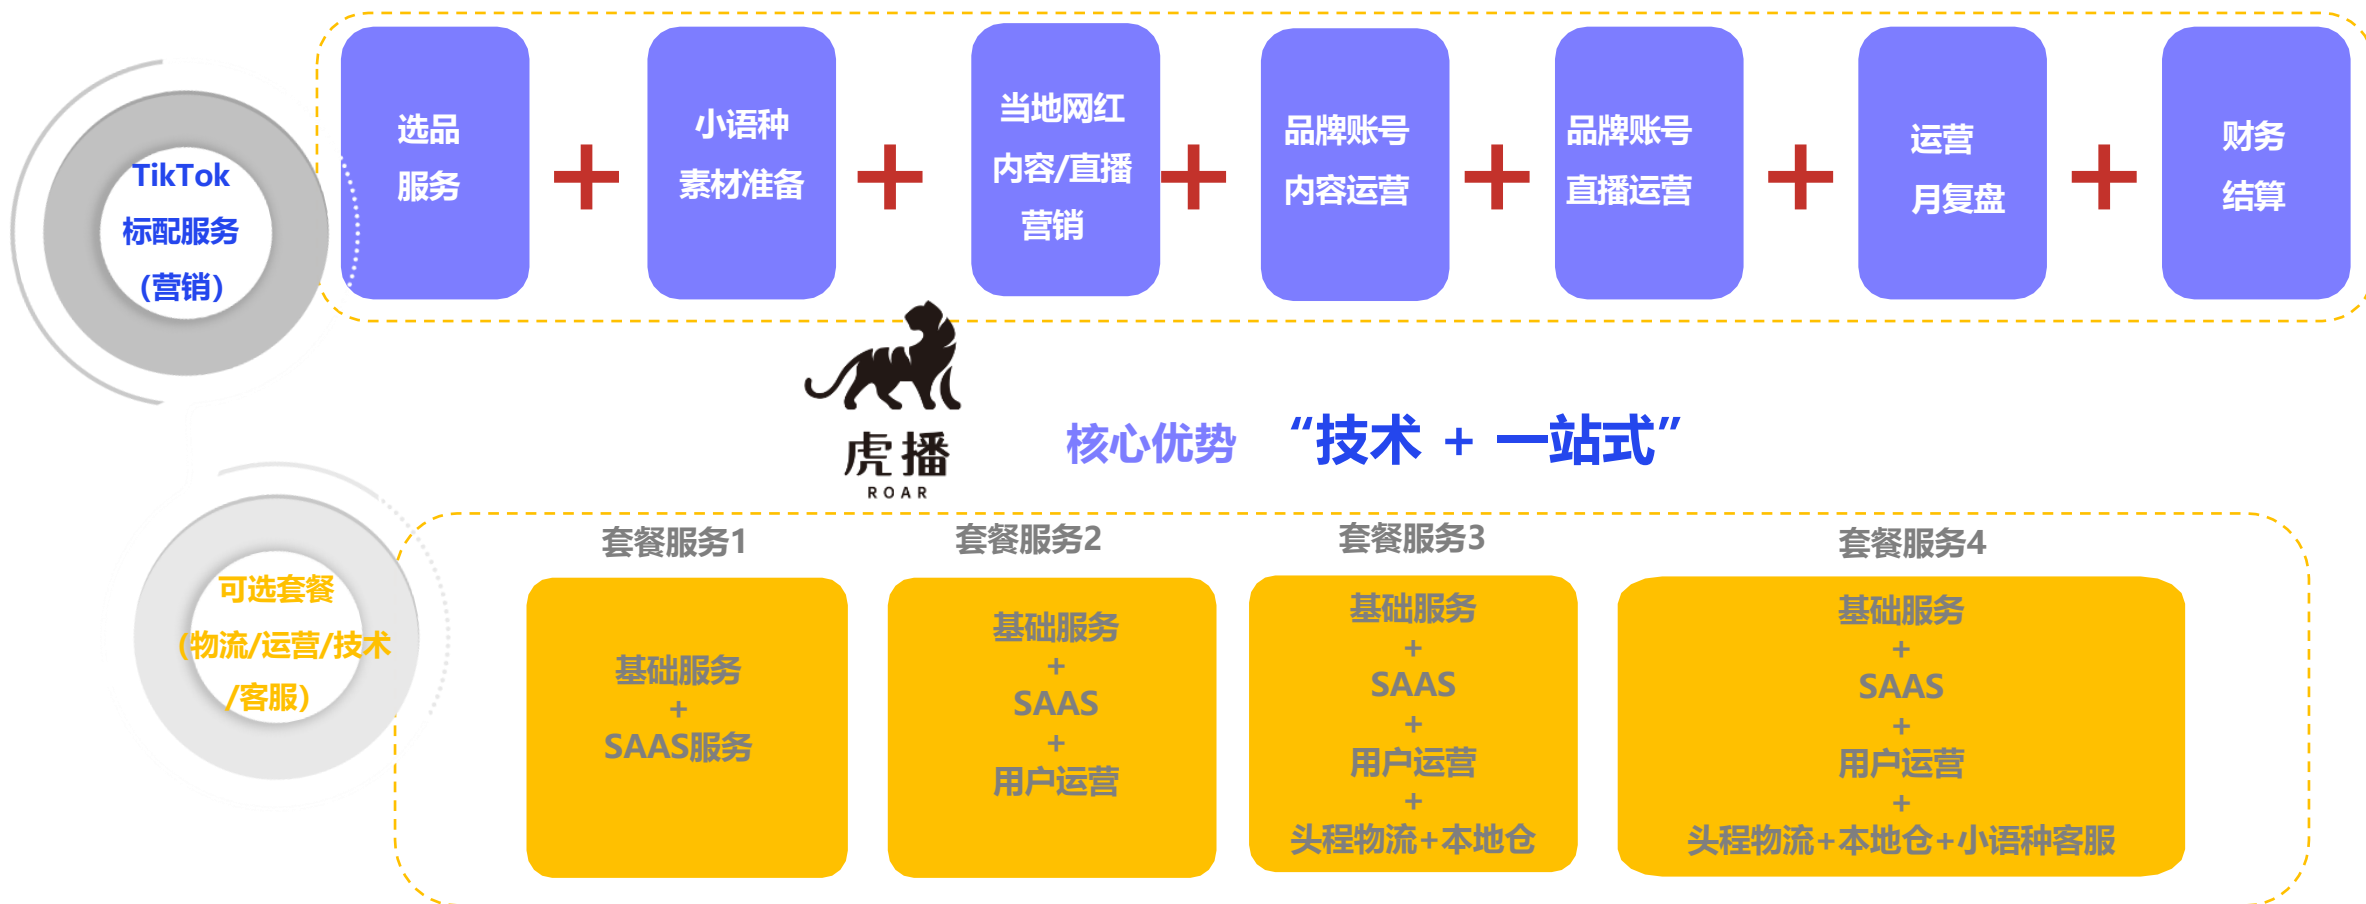 TikTok
标配服务
(营销)
选品
服务
+
小语种
素材准备
+
当地网红
内容/直播
营销
+
品牌账号
内容运营
+
品牌账号
直播运营
+
运营
月复盘
+
财务
结算
虎播
ROAR
核心优势 “技术 + 一站式”
可选套餐
(物流/运营/技术
/客服)
套餐服务1
基础服务
+
SAAS服务
套餐服务2
基础服务
+
SAAS
+
用户运营
套餐服务3
基础服务
+
SAAS
+
用户运营
+
头程物流+本地仓
套餐服务4
基础服务
+
SAAS
+
用户运营
+
头程物流+本地仓+小语种客服